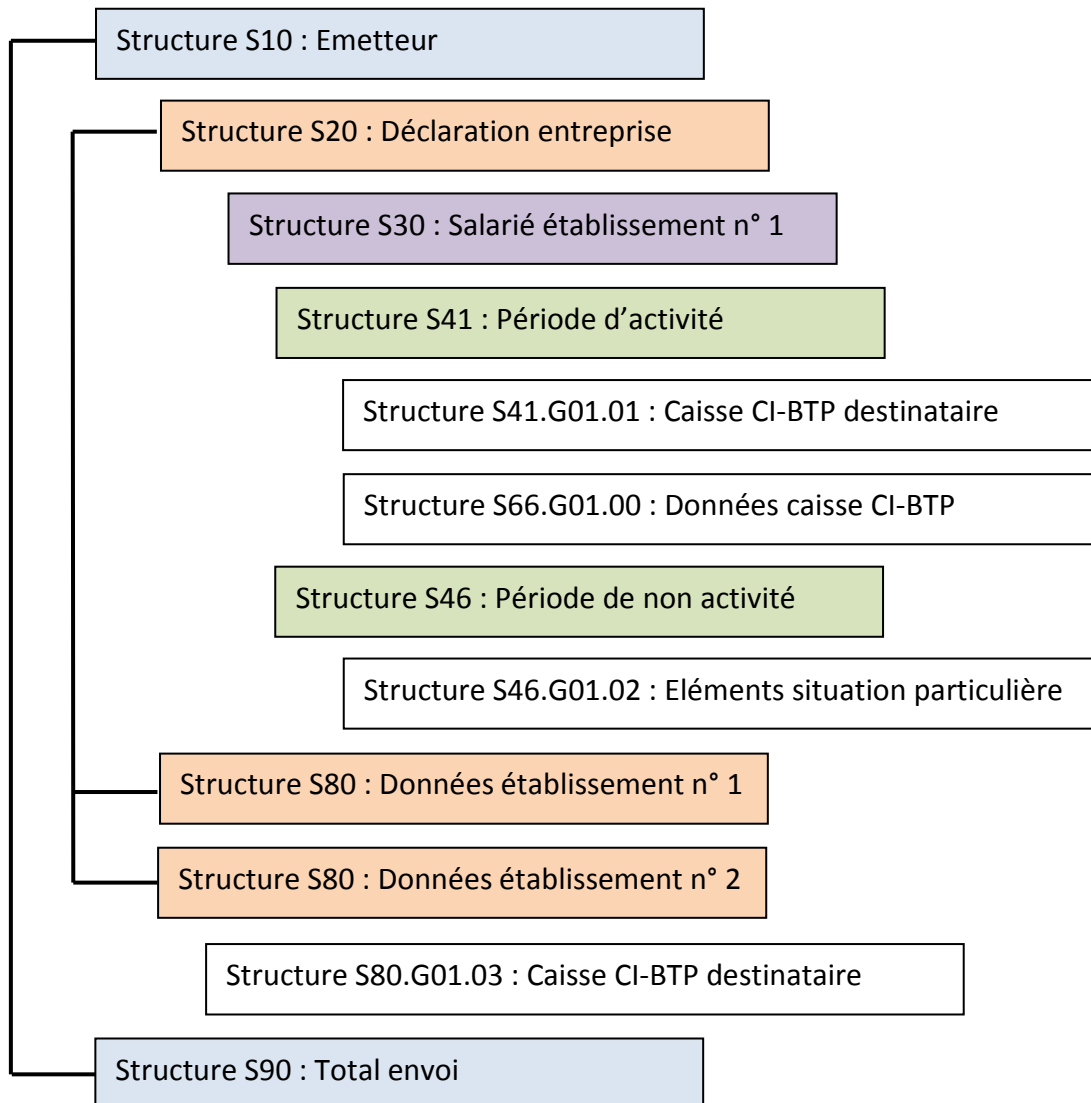 Structure S10 : Emetteur
Structure S20 : Déclaration entreprise
Structure S30 : Salarié établissement n° 1
Structure S41 : Période d’activité
Structure S41.G01.01 : Caisse CI-BTP destinataire
Structure S66.G01.00 : Données caisse CI-BTP
Structure S46 : Période de non activité
Structure S46.G01.02 : Eléments situation particulière
Structure S80 : Données établissement n° 1
Structure S80 : Données établissement n° 2
Structure S80.G01.03 : Caisse CI-BTP destinataire
Structure S90 : Total envoi